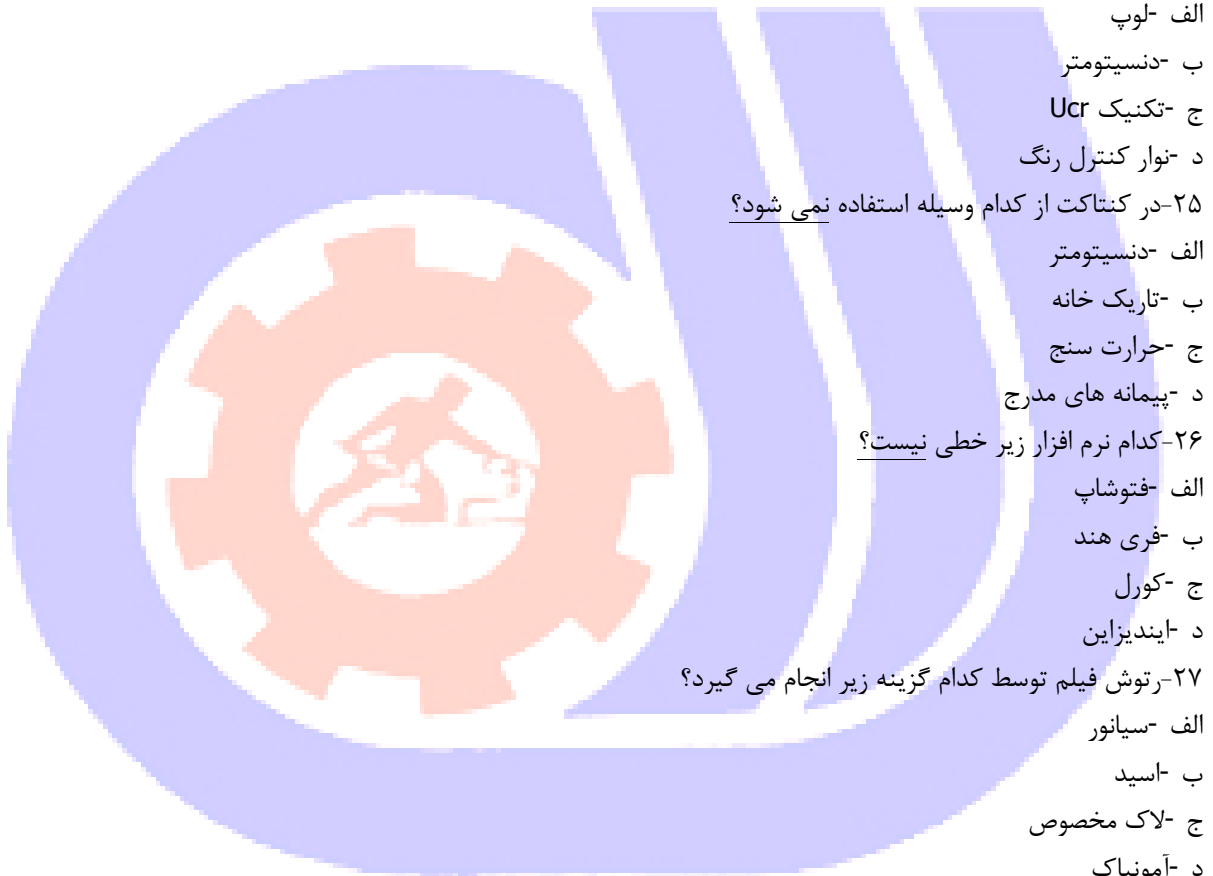 الف -لوپ
ب -دنسیتومتر
ج -تکنیک Ucr
د -نوار کنترل رنگ
۲۵-در کنتاکت از کدام وسیله استفاده نمی شود؟
الف -دنسیتومتر
ب -تاریک خانه
ج -حرارت سنج
د -پیمانه های مدرج
۲۶-کدام نرم افزار زیر خطی نیست؟
الف -فتوشاپ
ب -فری هند
ج -کورل
د -ایندیزاین
۲۷-رتوش فیلم توسط کدام گزینه زیر انجام می گیرد؟
الف -سیانور
ب -اسید
ج -لاک مخصوص
د -آمونیاک